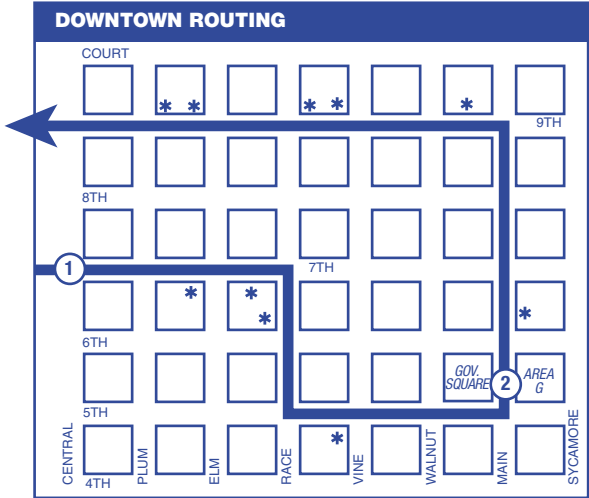 DOWNTOWN ROUTING
COURT
* *
* *
*
9TH
8TH
1
7TH
*
*
*
*
6TH
GOV.
SQUARE
2
AREA
G
5TH
*
CENTRAL
PLUM
ELM
RACE
VINE
WALNUT
MAIN
SYCAMORE
4TH